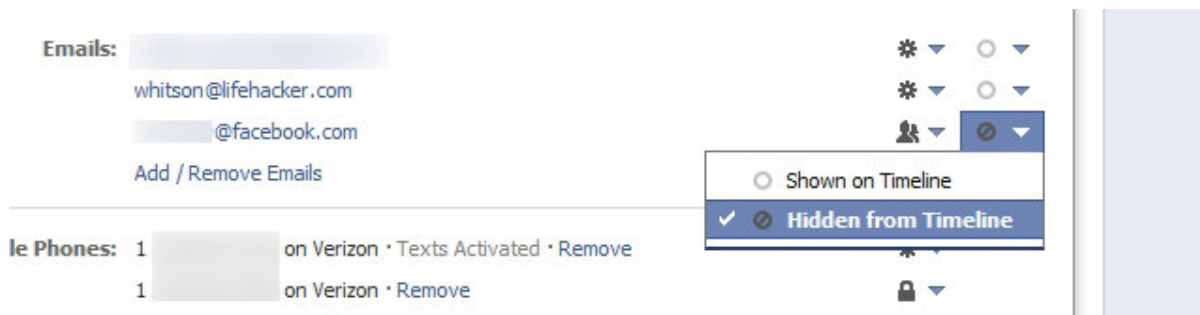 Emails:
whitson@lifehacker.com
@facebook.com
Add / Remove Emails
Shown on Timeline
Hidden from Timeline
le Phones: 1 on Verizon · Texts Activated · Remove
1 on Verizon · Remove